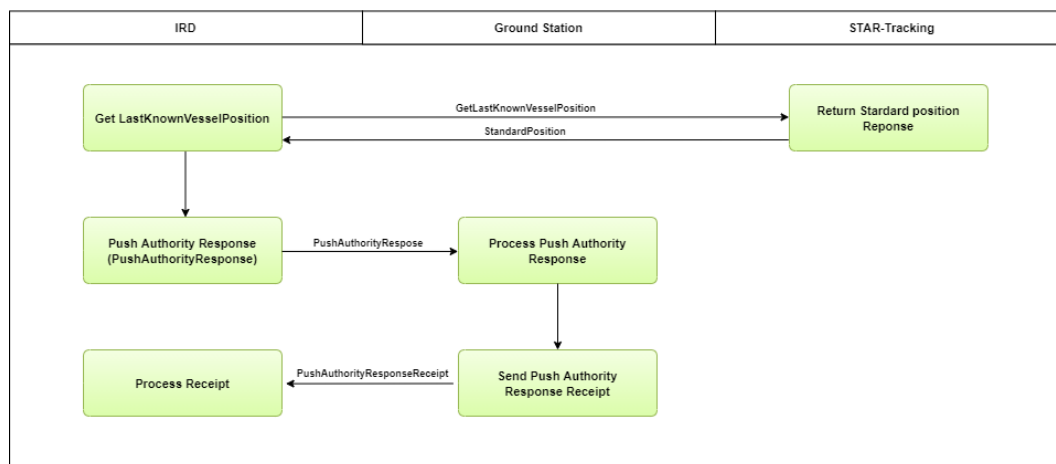 IRD
Ground Station
STAR-Tracking
Get LastKnownVesselPosition
GetLastKnownVesselPosition
StandardPosition
Return Stardard position
Reponse
Push Authority Response
(PushAuthorityResponse)
PushAuthorityRespose
Process Push Authority
Response
Process Receipt
PushAuthorityResponseReceipt
Send Push Authority
Response Receipt